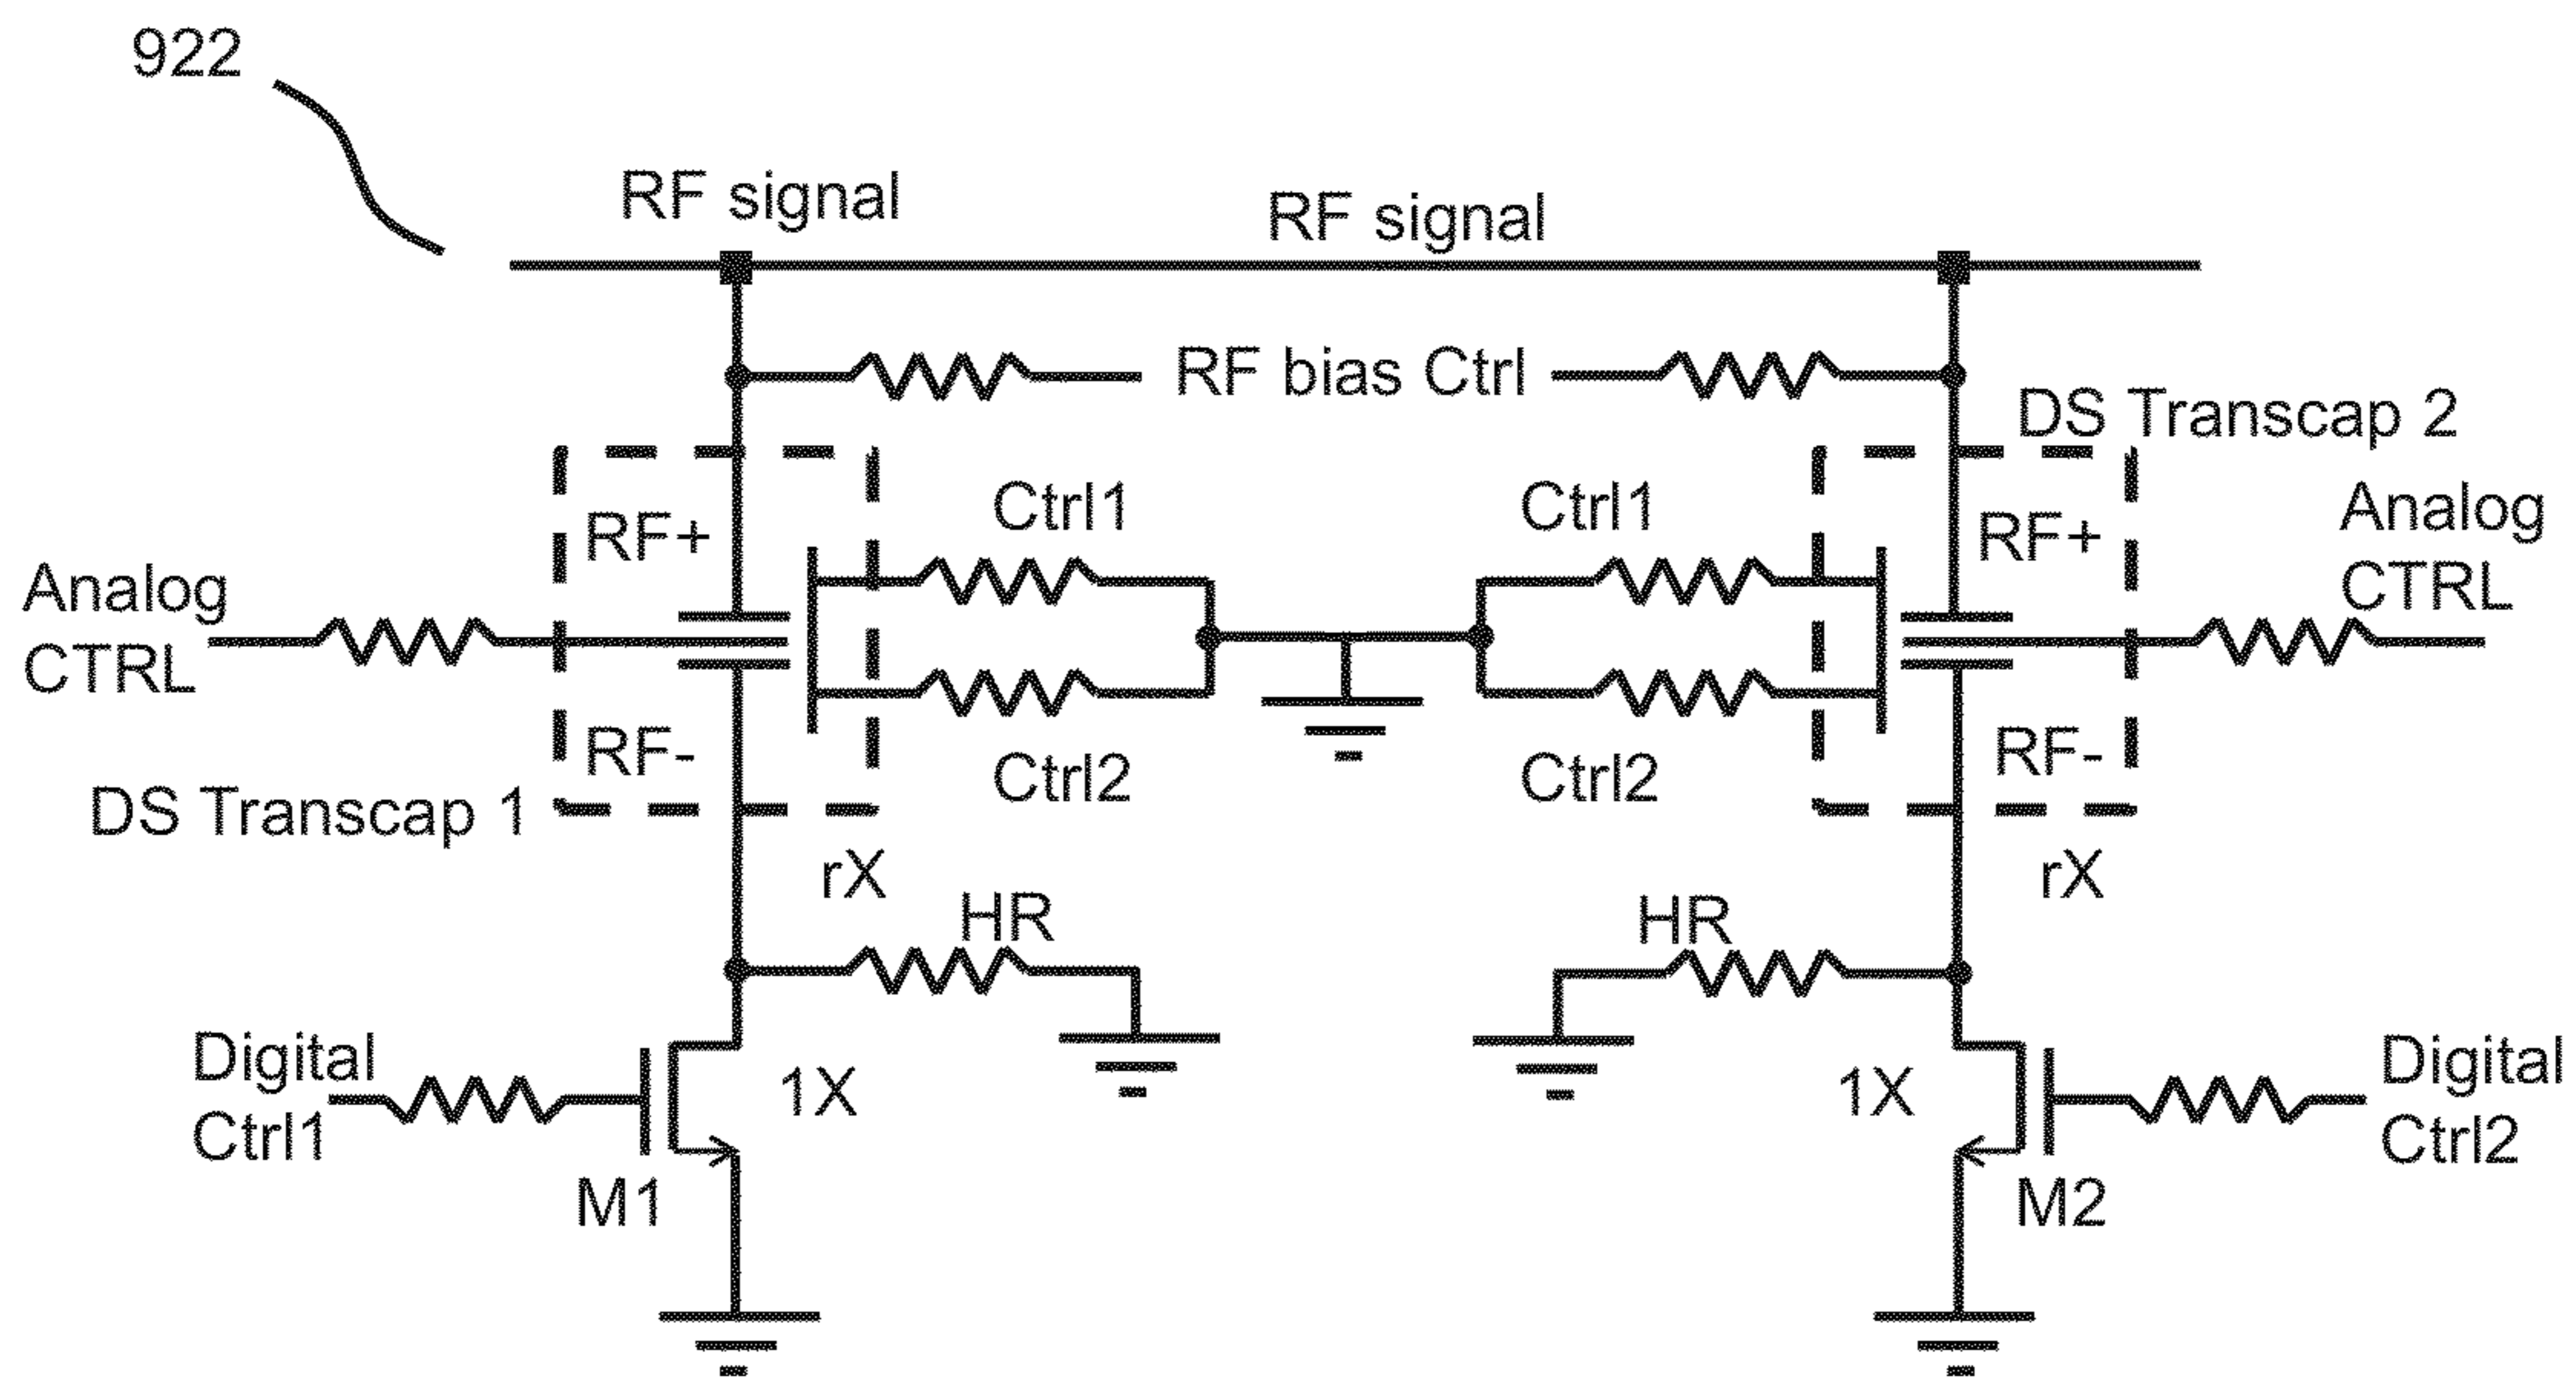 922
RF signal
RF signal
RF bias Ctrl
DS Transcap 2
RF+
Ctrl1
Ctrl1
RF+
Analog
CTRL
Analog
CTRL
RF-
Ctrl2
Ctrl2
RF-
DS Transcap 1
rX
HR
HR
rX
Digital
Ctrl1
1X
1X
Digital
Ctrl2
M1
M2